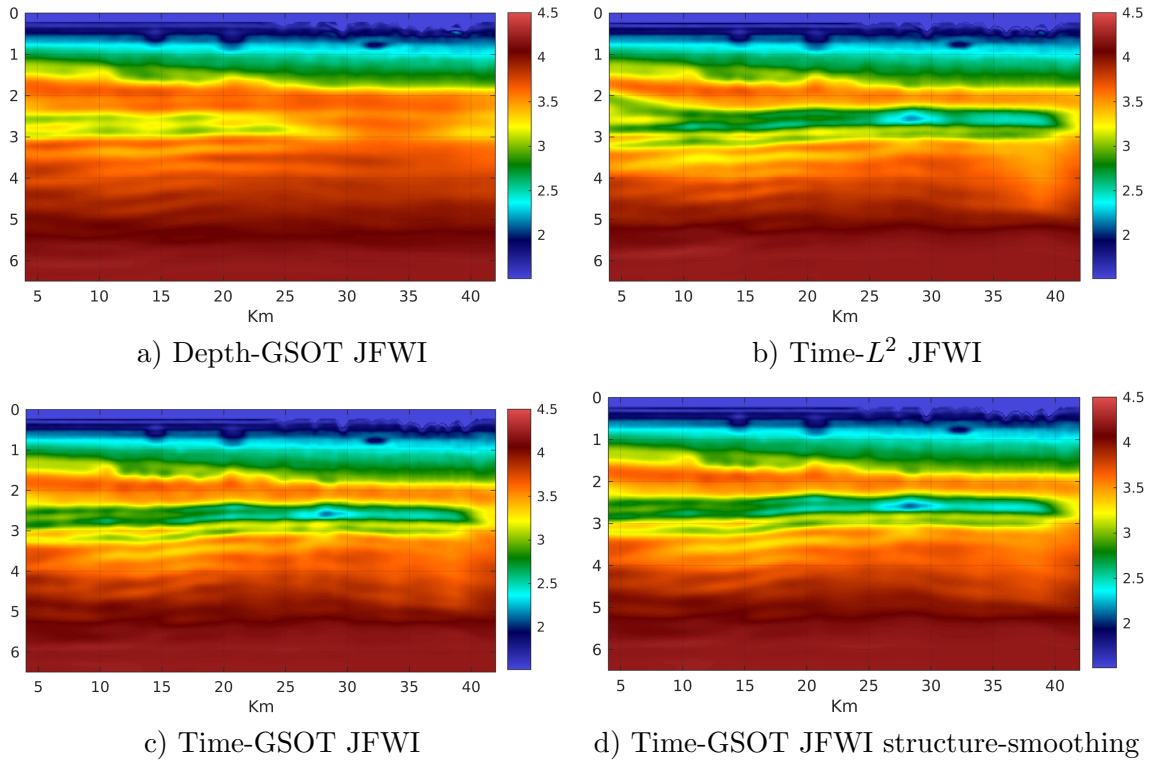 0 1 2 3 4 5 6
5 10 15 20 25 30 35 40
Km
4.5 4 3.5 3 2.5 2
a) Depth-GSOT JFWI
0 1 2 3 4 5 6
5 10 15 20 25 30 35 40
Km
4.5 4 3.5 3 2.5 2
b) Time-L² JFWI
0 1 2 3 4 5 6
5 10 15 20 25 30 35 40
Km
4.5 4 3.5 3 2.5 2
c) Time-GSOT JFWI
0 1 2 3 4 5 6
5 10 15 20 25 30 35 40
Km
4.5 4 3.5 3 2.5 2
d) Time-GSOT JFWI structure-smoothing